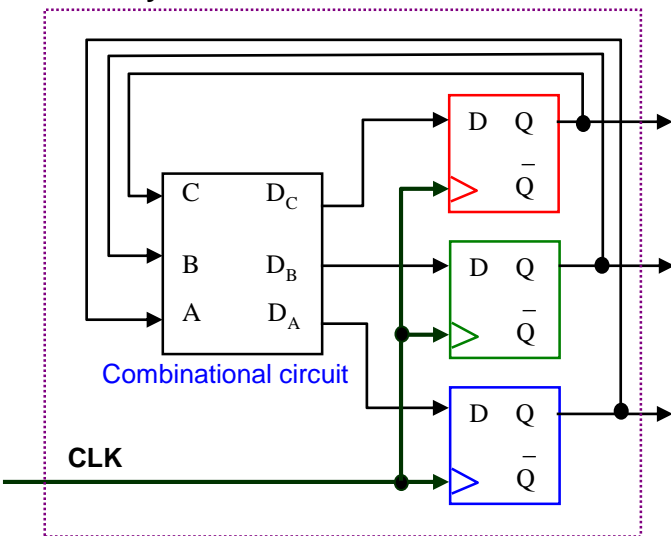 D Q
Q̅
C D_C
B D_B
D Q
Q̅
A D_A
Combinational circuit
D Q
Q̅
CLK